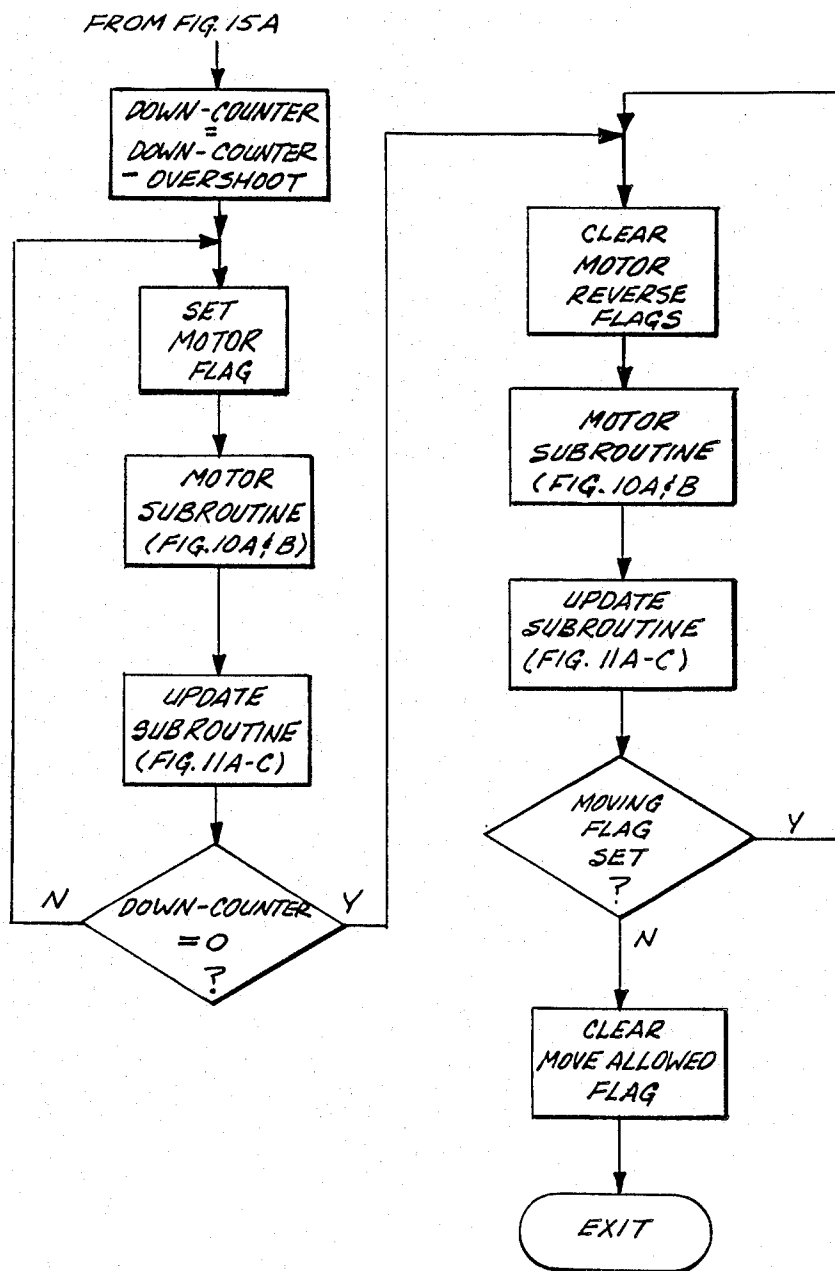 FROM FIG. 15A
DOWN-COUNTER
=
DOWN-COUNTER
- OVERSHOOT
SET
MOTOR
FLAG
MOTOR
SUBROUTINE
(FIG. 10A & B)
UPDATE
SUBROUTINE
(FIG. 11A-C)
N
DOWN-COUNTER
= 0
?
Y
CLEAR
MOTOR
REVERSE
FLAGS
MOTOR
SUBROUTINE
(FIG. 10A & B
UPDATE
SUBROUTINE
(FIG. 11A-C)
MOVING
FLAG
SET
?
Y
N
CLEAR
MOVE ALLOWED
FLAG
EXIT